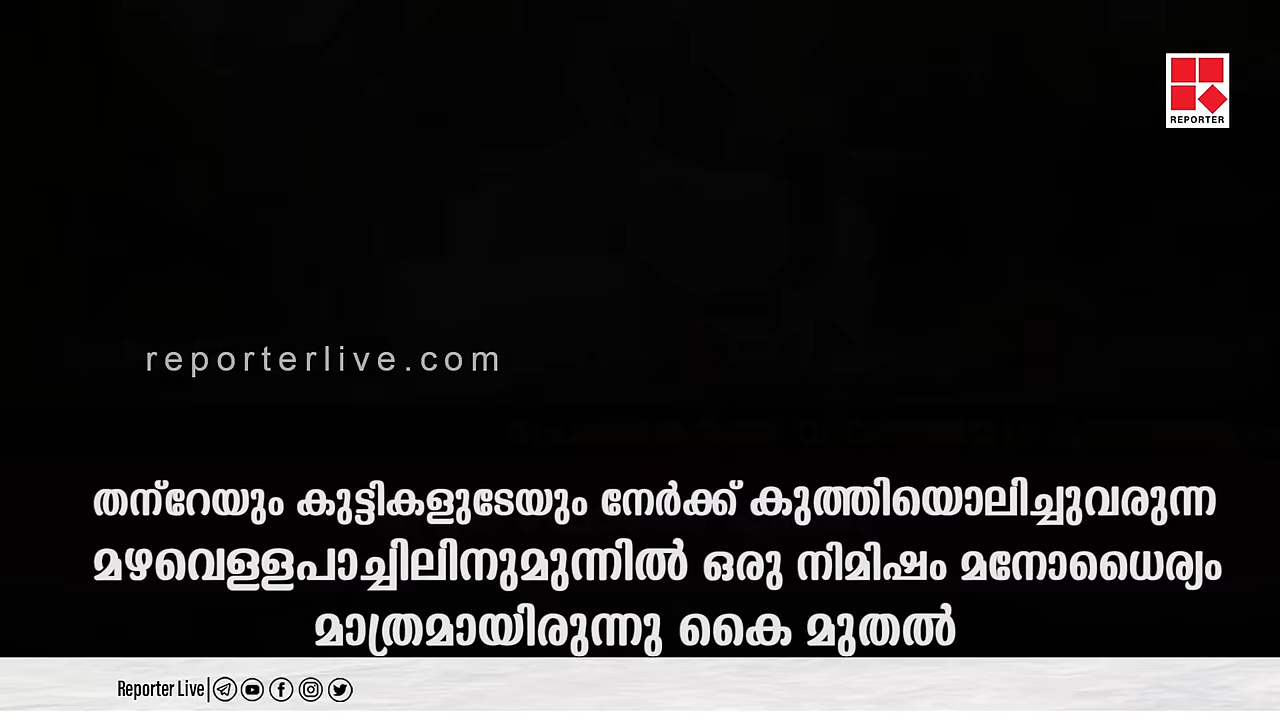 REPORTER
reporterlive.com
തന്റേയും കുട്ടികളുടേയും നേർക്ക് കുത്തിയൊലിച്ചുവരുന്ന
മഴവെള്ളപാച്ചിലിനുമുന്നിൽ ഒരു നിമിഷം മനോധൈര്യം
മാത്രമായിരുന്നു കൈ മുതൽ
Reporter Live